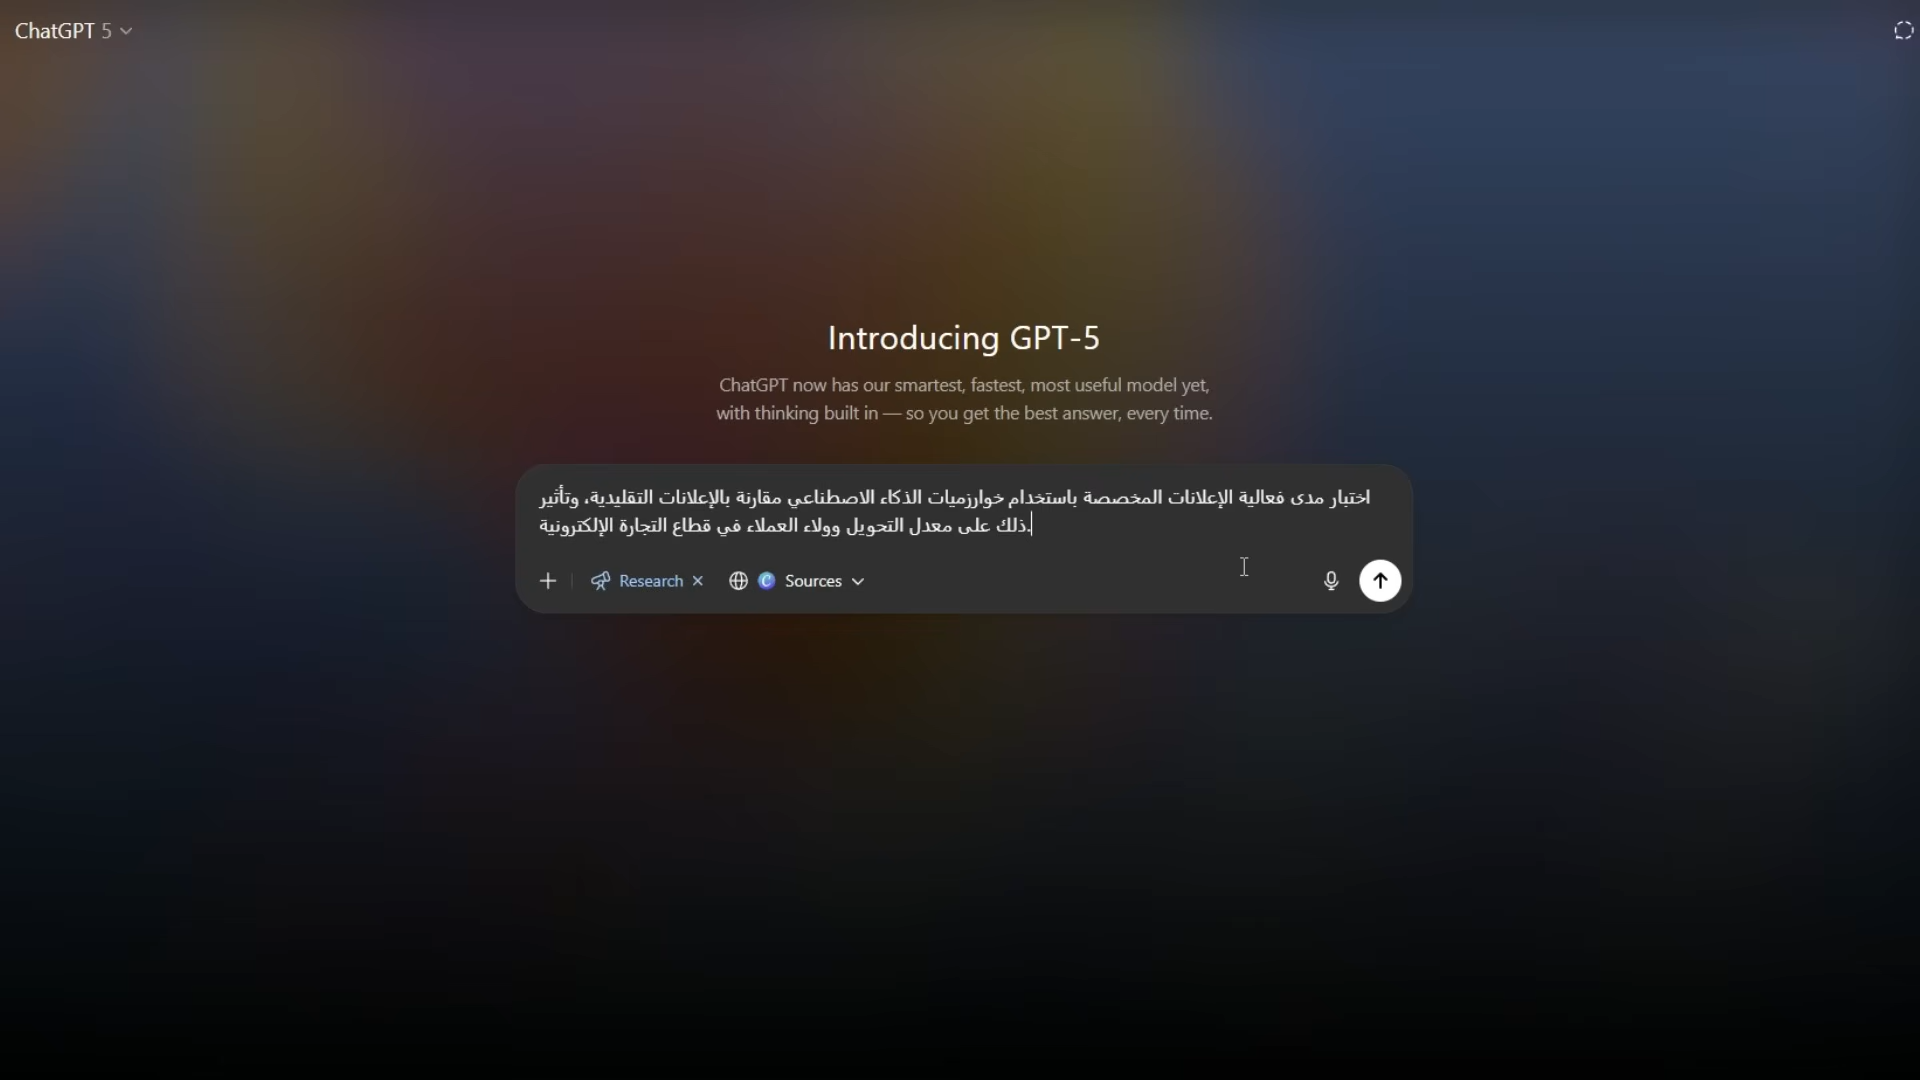 ChatGPT 5
Introducing GPT-5
ChatGPT now has our smartest, fastest, most useful model yet,
with thinking built in — so you get the best answer, every time.
اختبار مدى فعالية الإعلانات المخصصة باستخدام خوارزميات الذكاء الاصطناعي مقارنة بالإعلانات التقليدية، وتأثير
ذلك على معدل التحويل وولاء العملاء في قطاع التجارة الإلكترونية.
Research
Sources